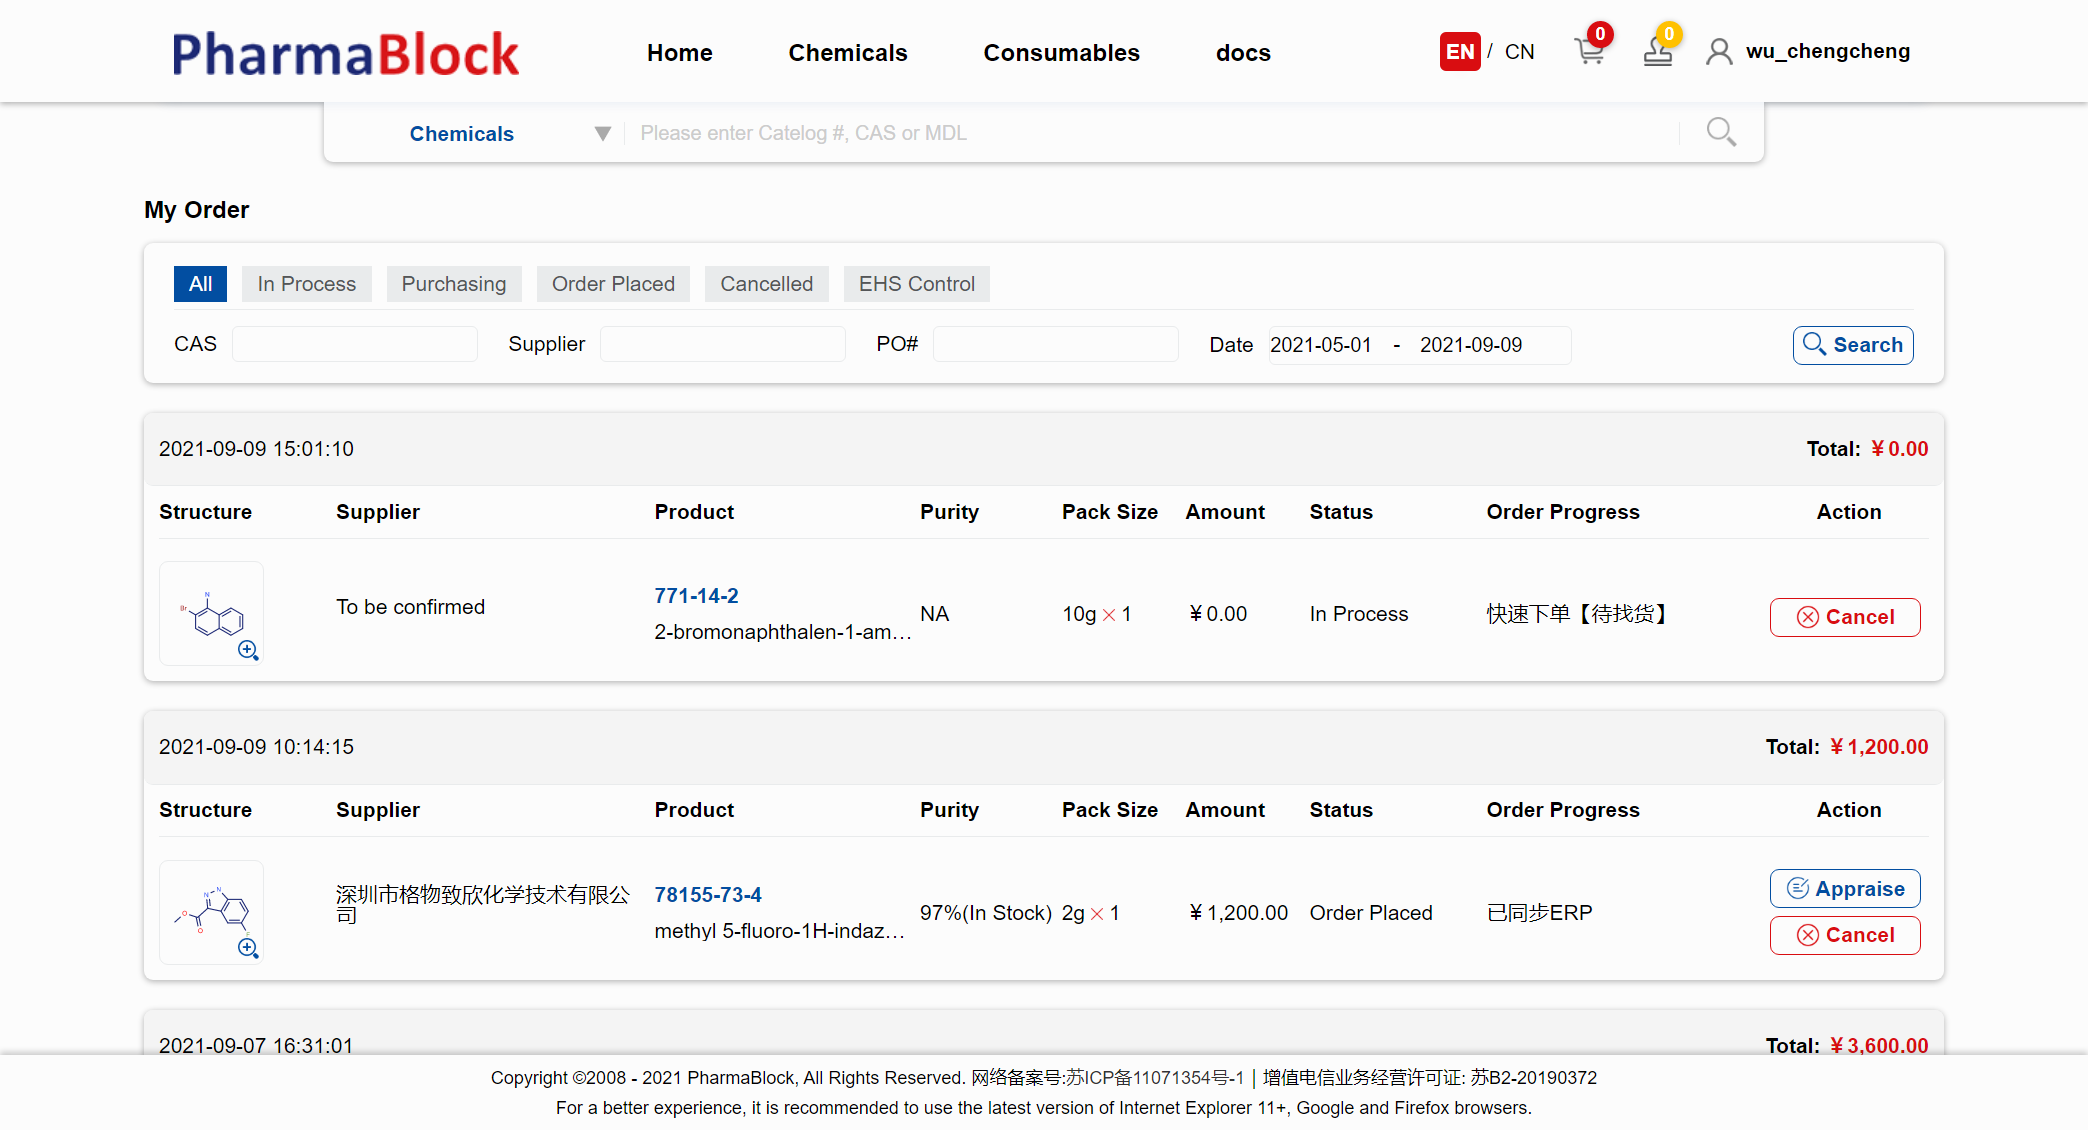 PharmaBlock
Home Chemicals Consumables docs
EN / CN 0 0 wu_chengcheng
Chemicals Please enter Catelog #, CAS or MDL
My Order
All In Process Purchasing Order Placed Cancelled EHS Control
CAS Supplier PO# Date 2021-05-01 - 2021-09-09 Search
2021-09-09 15:01:10 Total: ¥0.00
Structure Supplier Product Purity Pack Size Amount Status Order Progress Action
N
Br
To be confirmed
771-14-2
2-bromonaphthalen-1-am...
NA 10g × 1 ¥0.00 In Process 快速下单【待找货】 Cancel
2021-09-09 10:14:15 Total: ¥1,200.00
Structure Supplier Product Purity Pack Size Amount Status Order Progress Action
N N
O
O
F
深圳市格物致欣化学技术有限公
司
78155-73-4
methyl 5-fluoro-1H-indaz...
97%(In Stock) 2g × 1 ¥1,200.00 Order Placed 已同步ERP
Appraise
Cancel
2021-09-07 16:31:01 Total: ¥3,600.00
Copyright ©2008 - 2021 PharmaBlock, All Rights Reserved. 网络备案号:苏ICP备11071354号-1 | 增值电信业务经营许可证: 苏B2-20190372
For a better experience, it is recommended to use the latest version of Internet Explorer 11+, Google and Firefox browsers.